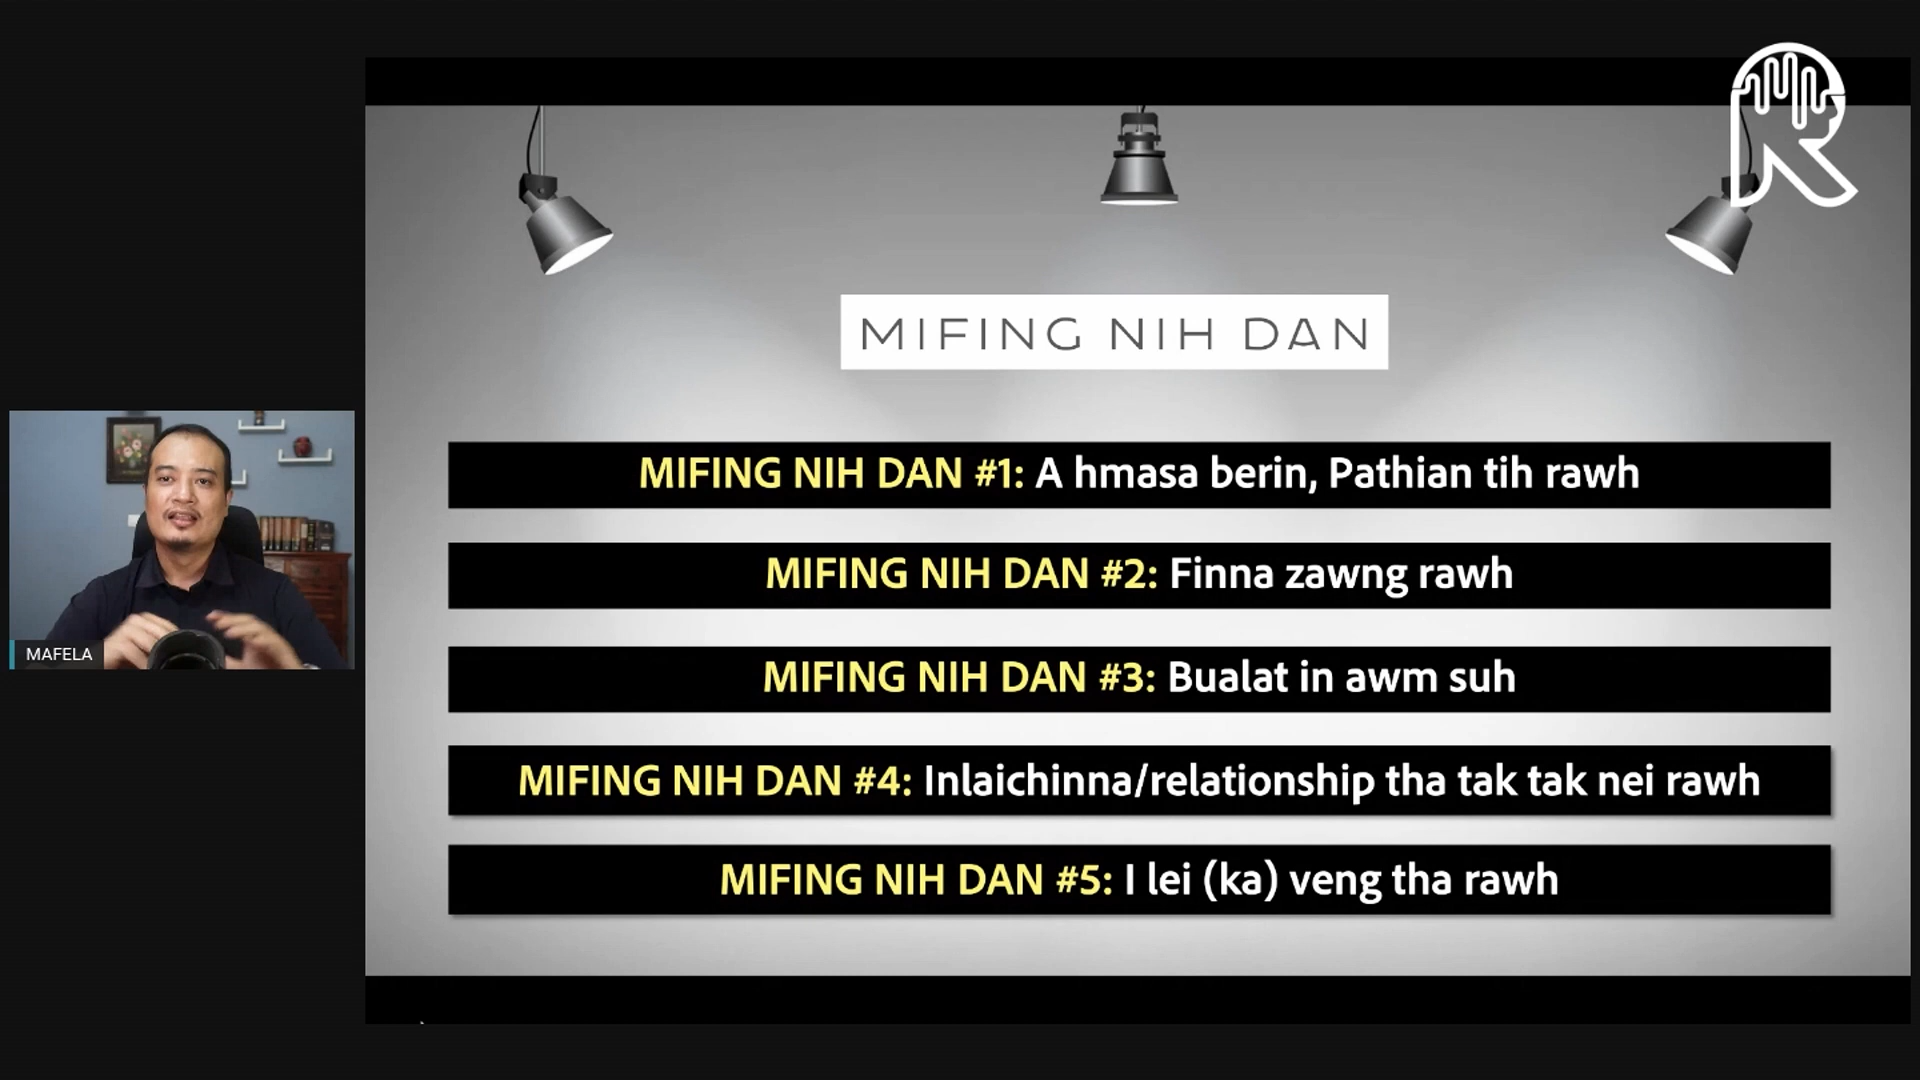 MIFING NIH DAN
MIFING NIH DAN #1: A hmasa berin, Pathian tih rawh
MIFING NIH DAN #2: Finna zawng rawh
MIFING NIH DAN #3: Bualat in awm suh
MIFING NIH DAN #4: Inlaichinna/relationship tha tak tak nei rawh
MIFING NIH DAN #5: I lei (ka) veng tha rawh
MAFELA